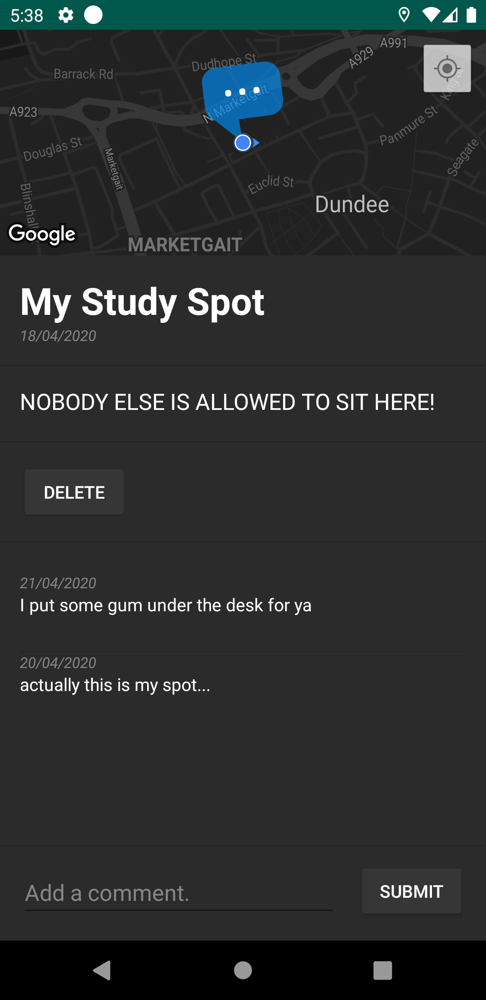 5:38
A991
A929
Dudhope St
Barrack Rd
King St
N Marketgait
A923
Panmure St
Douglas St
Seagate
Marketgait
Euclid St
Dundee
Google
MARKETGAIT
My Study Spot
18/04/2020
NOBODY ELSE IS ALLOWED TO SIT HERE!
DELETE
21/04/2020
I put some gum under the desk for ya
20/04/2020
actually this is my spot...
Add a comment.
SUBMIT